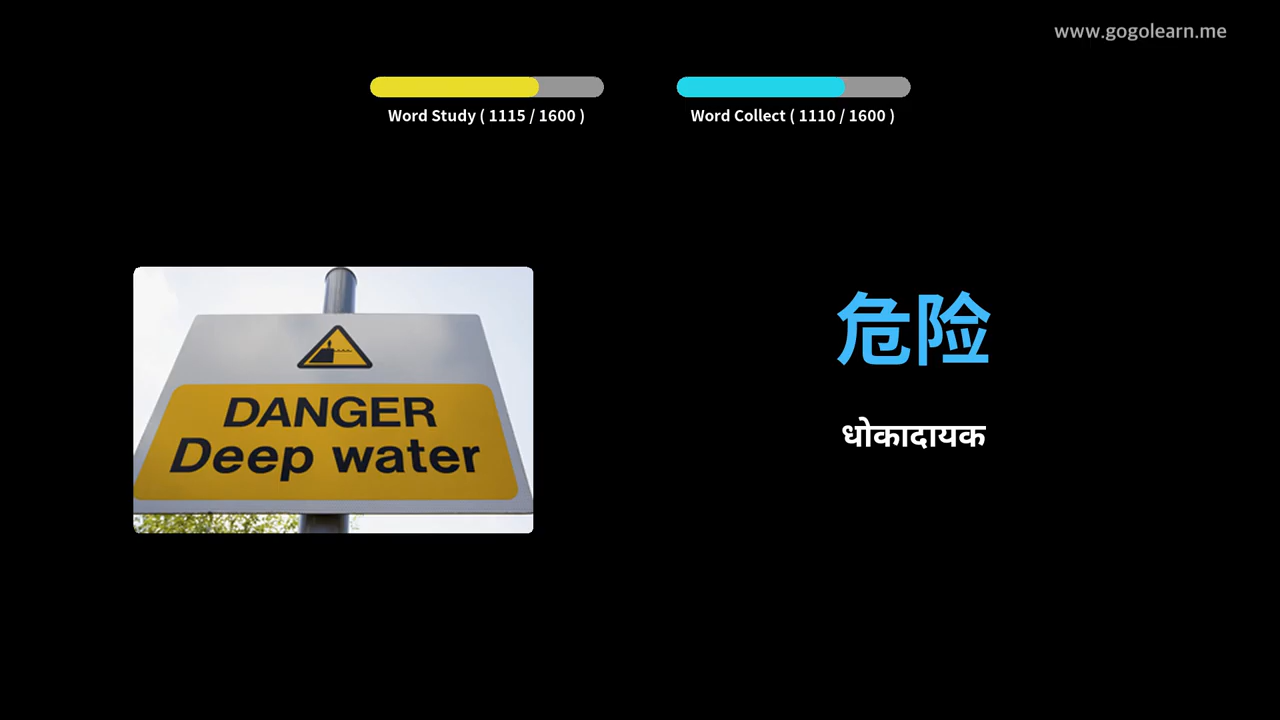 www.gogolearn.me
Word Study ( 1115 / 1600 )
Word Collect ( 1110 / 1600 )
DANGER
Deep water
危险
धोकादायक